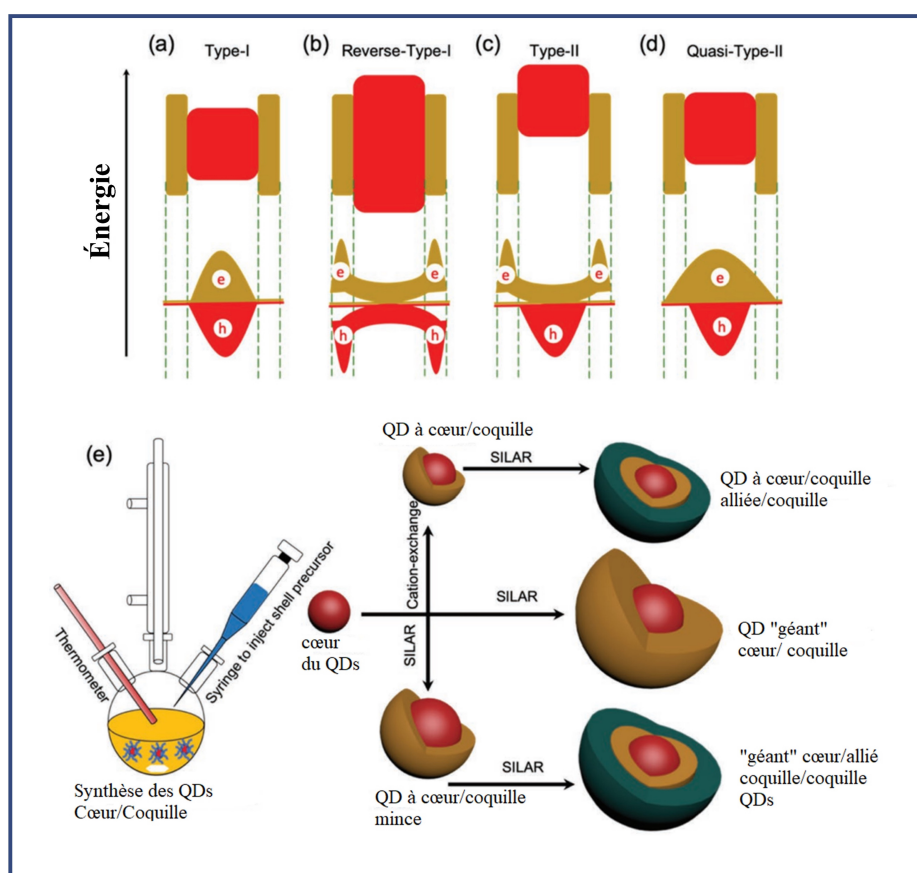 (a) Type-I
(b) Reverse-Type-I
(c) Type-II
(d) Quasi-Type-II
Énergie
e
h
e e
h h
e e
h
e
h
(e)
Thermometer
Syringe to inject shell precursor
Synthèse des QDs
Cœur/Coquille
cœur
du QDs
Cation-exchange
SILAR
QD à cœur/coquille
SILAR
QD à cœur/coquille
alliée/coquille
SILAR
QD "géant"
cœur/ coquille
QD à cœur/coquille
mince
SILAR
"géant" cœur/allié
coquille/coquille
QDs